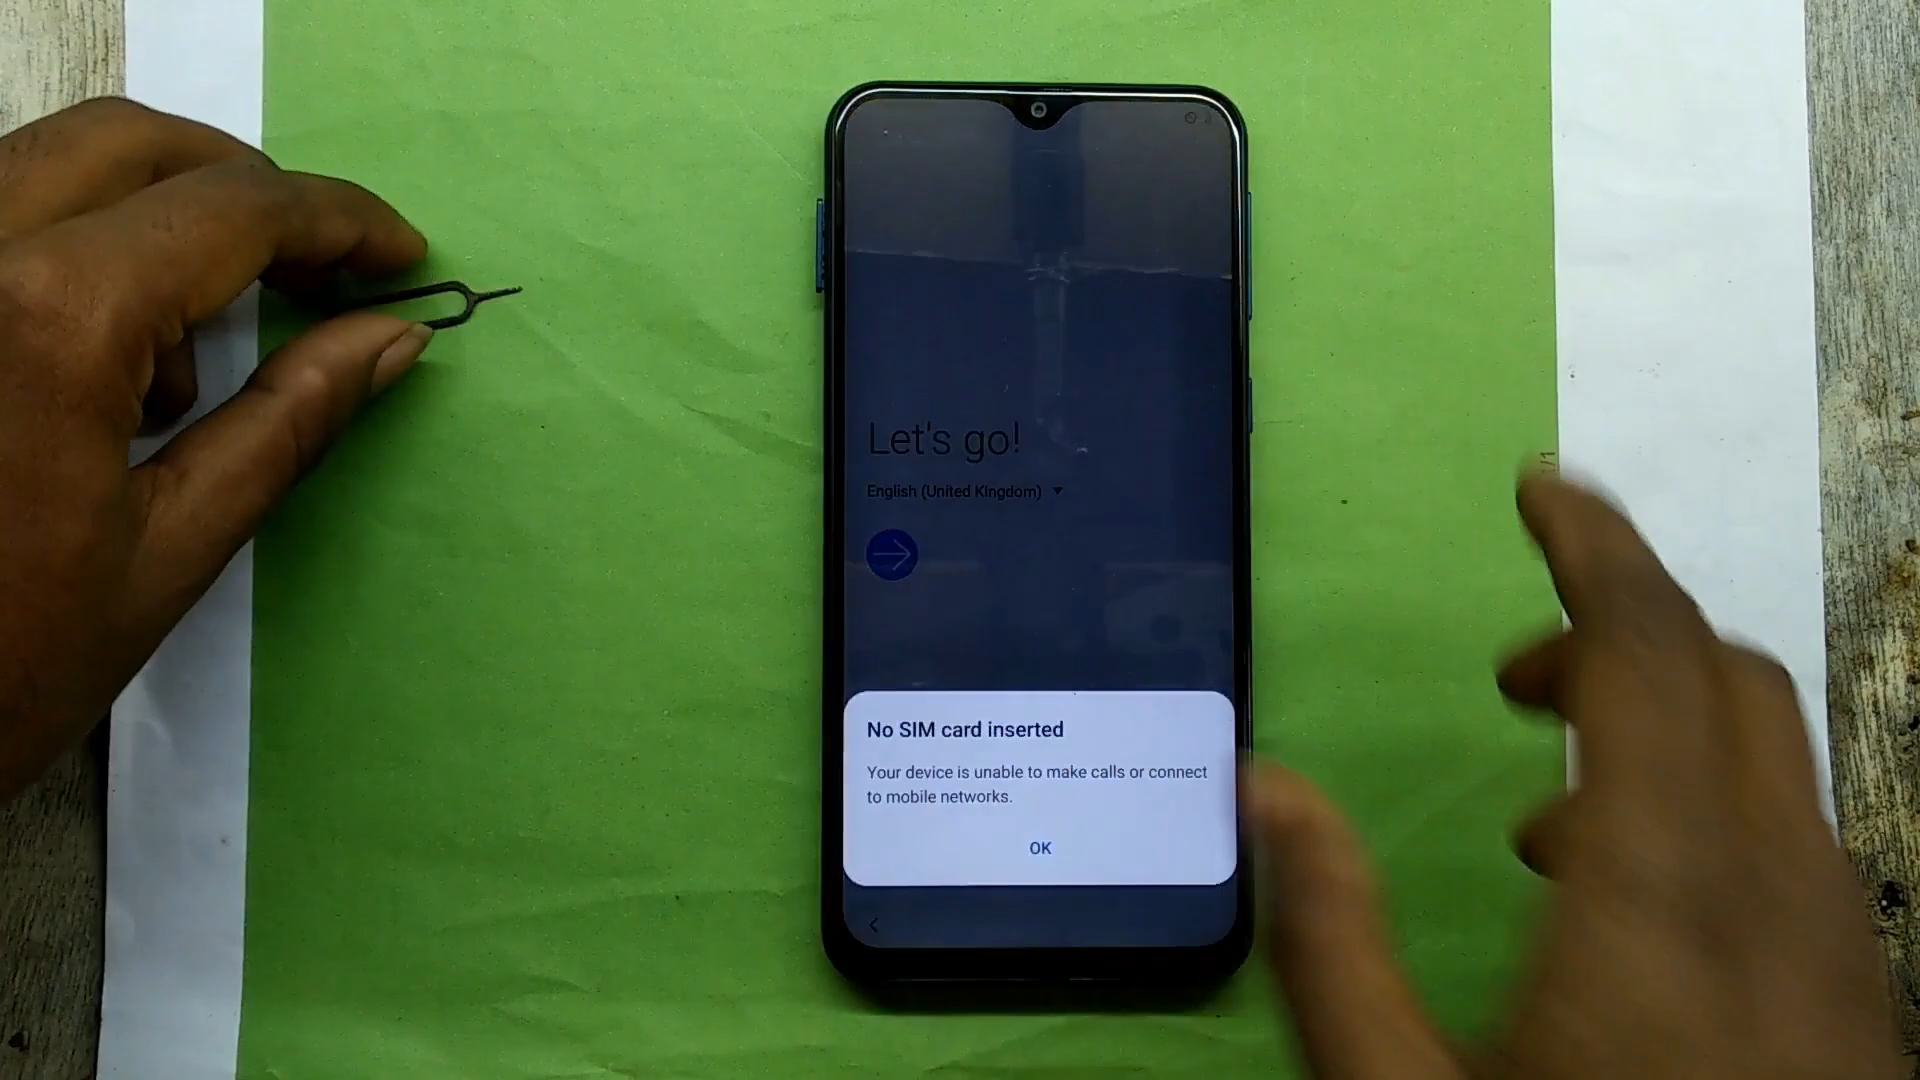 Let's go!
English (United Kingdom)
No SIM card inserted
Your device is unable to make calls or connect
to mobile networks.
OK